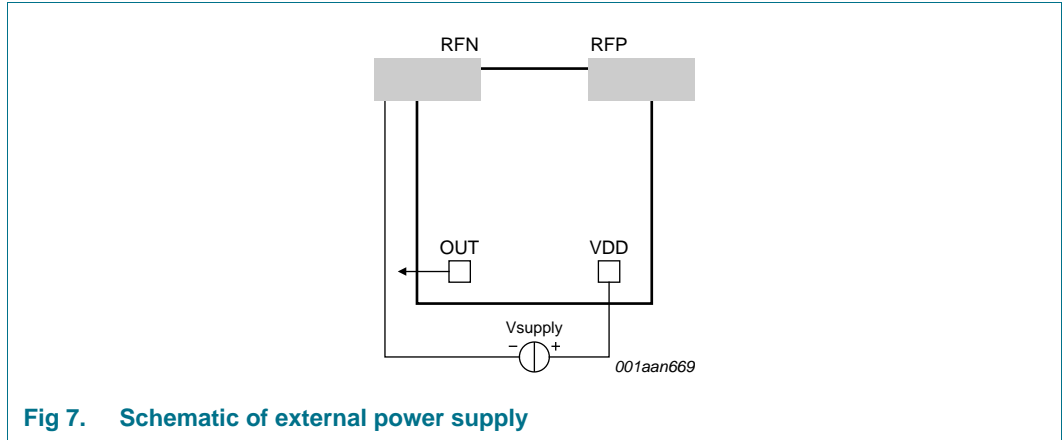 RFN RFP
OUT VDD
Vsupply
− +
001aan669
Fig 7. Schematic of external power supply